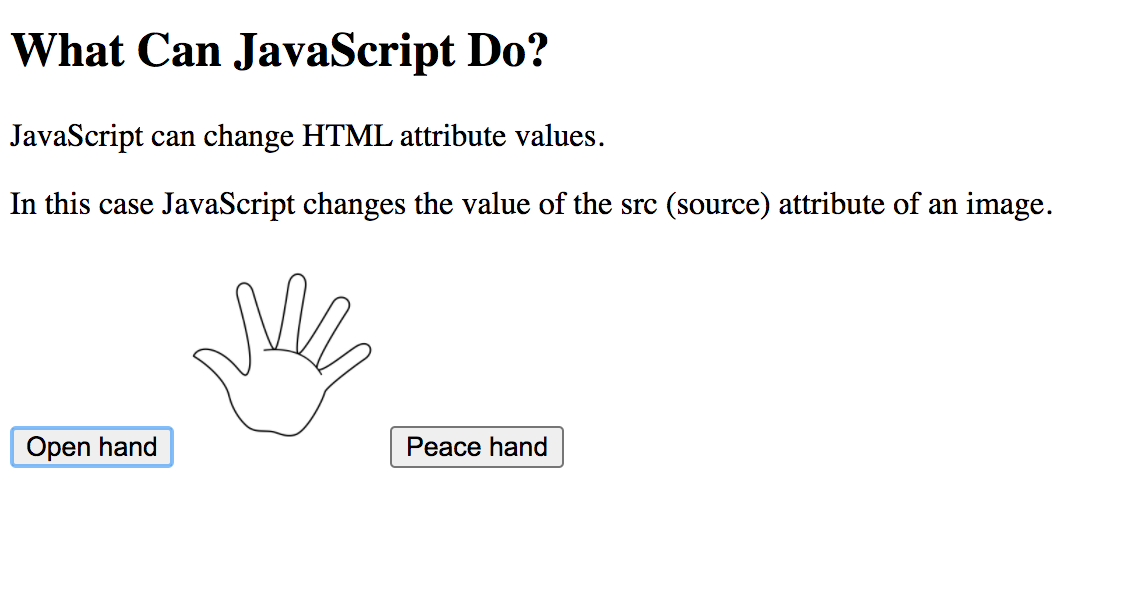 What Can JavaScript Do?
JavaScript can change HTML attribute values.
In this case JavaScript changes the value of the src (source) attribute of an image.
Open hand Peace hand